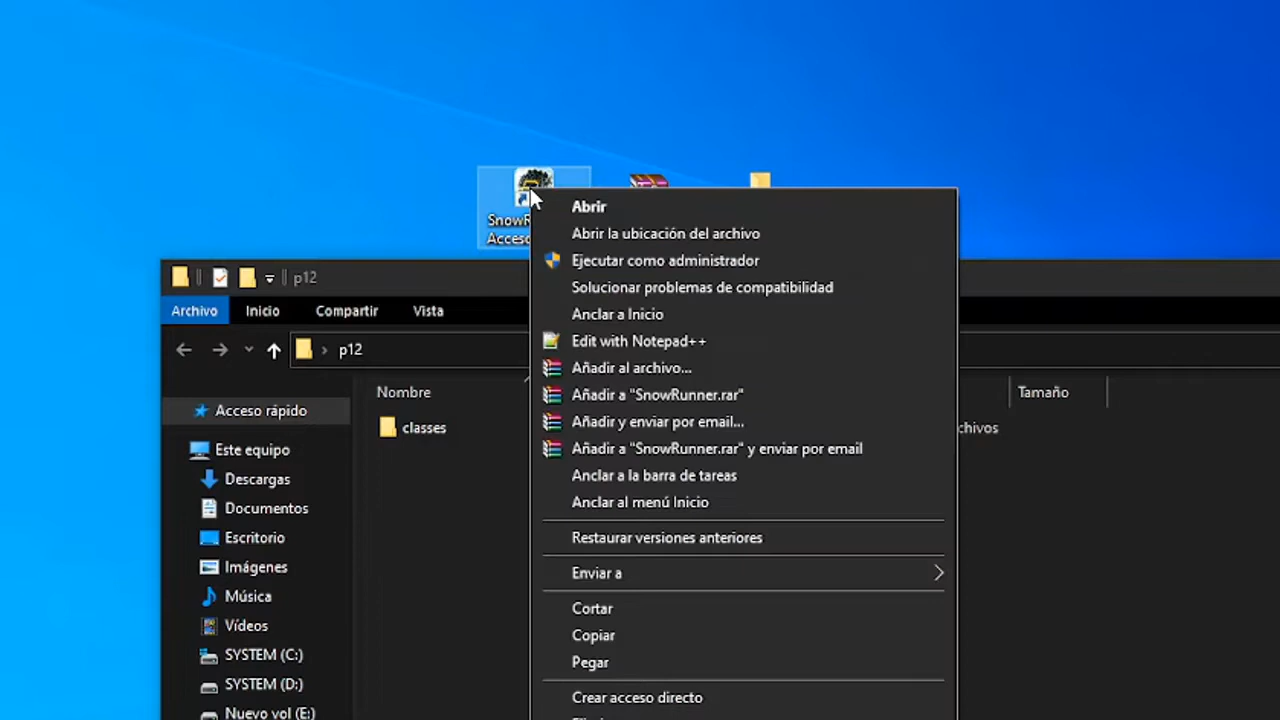 Abrir
Abrir la ubicación del archivo
Ejecutar como administrador
Solucionar problemas de compatibilidad
Anclar a Inicio
Edit with Notepad++
Añadir al archivo...
Añadir a "SnowRunner.rar"
Añadir y enviar por email...
Añadir a "SnowRunner.rar" y enviar por email
Anclar a la barra de tareas
Anclar al menú Inicio
Restaurar versiones anteriores
Enviar a
Cortar
Copiar
Pegar
Crear acceso directo
p12
Archivo Inicio Compartir Vista
p12
Nombre Tamaño
classes
Acceso rápido
Este equipo
Descargas
Documentos
Escritorio
Imágenes
Música
Vídeos
SYSTEM (C:)
SYSTEM (D:)
Nuevo vol (E:)